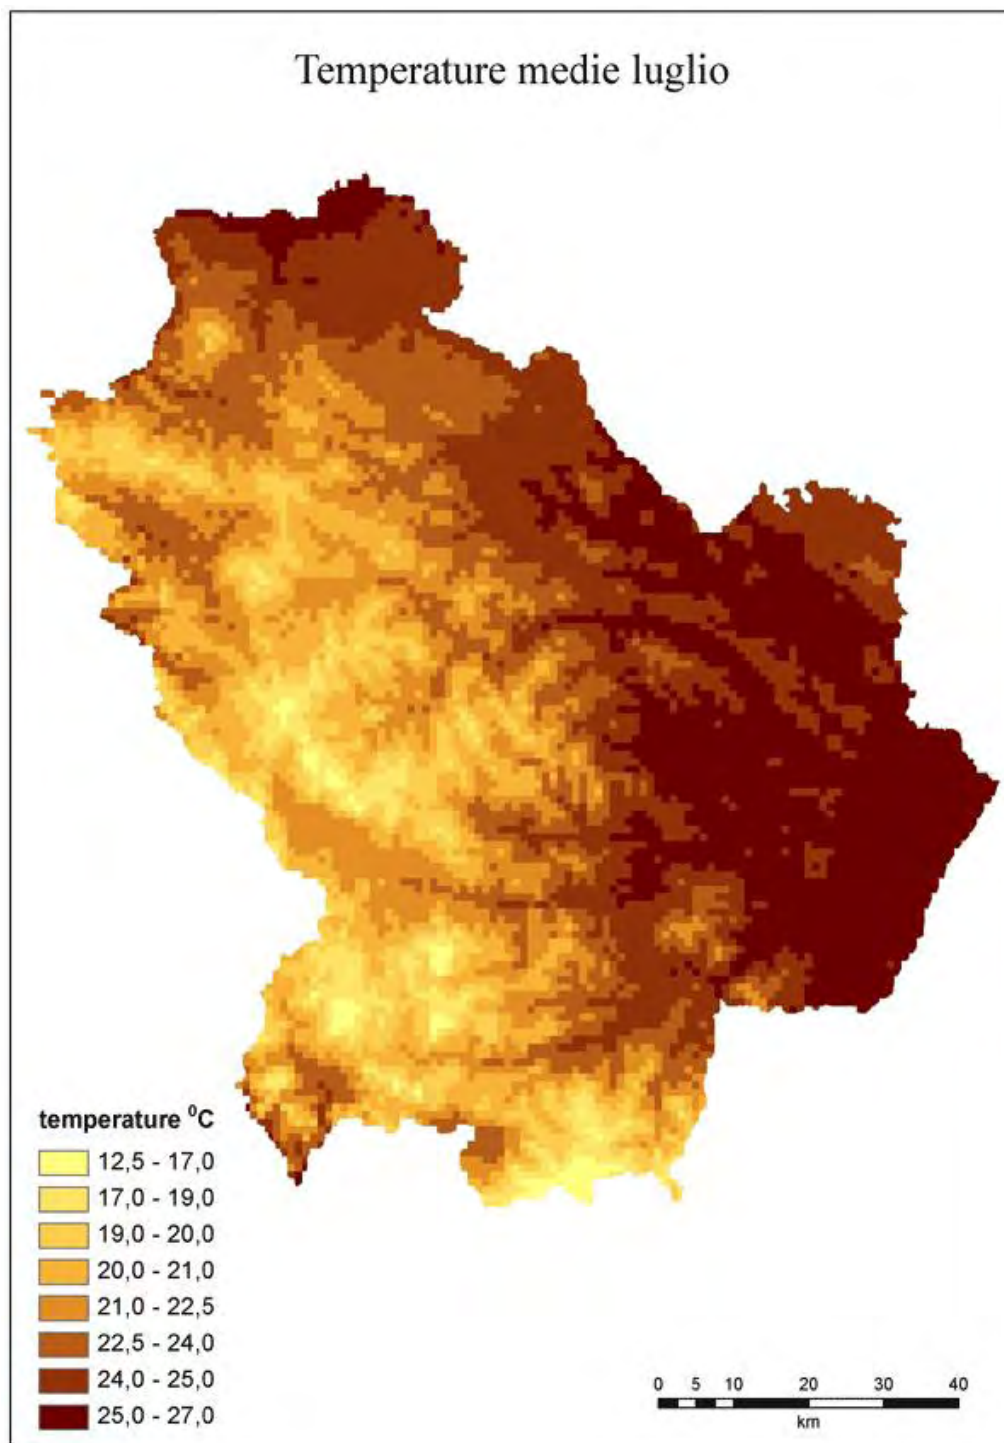 Temperature medie luglio
temperature ⁰C
12,5 - 17,0
17,0 - 19,0
19,0 - 20,0
20,0 - 21,0
21,0 - 22,5
22,5 - 24,0
24,0 - 25,0
25,0 - 27,0
0 5 10 20 30 40
km